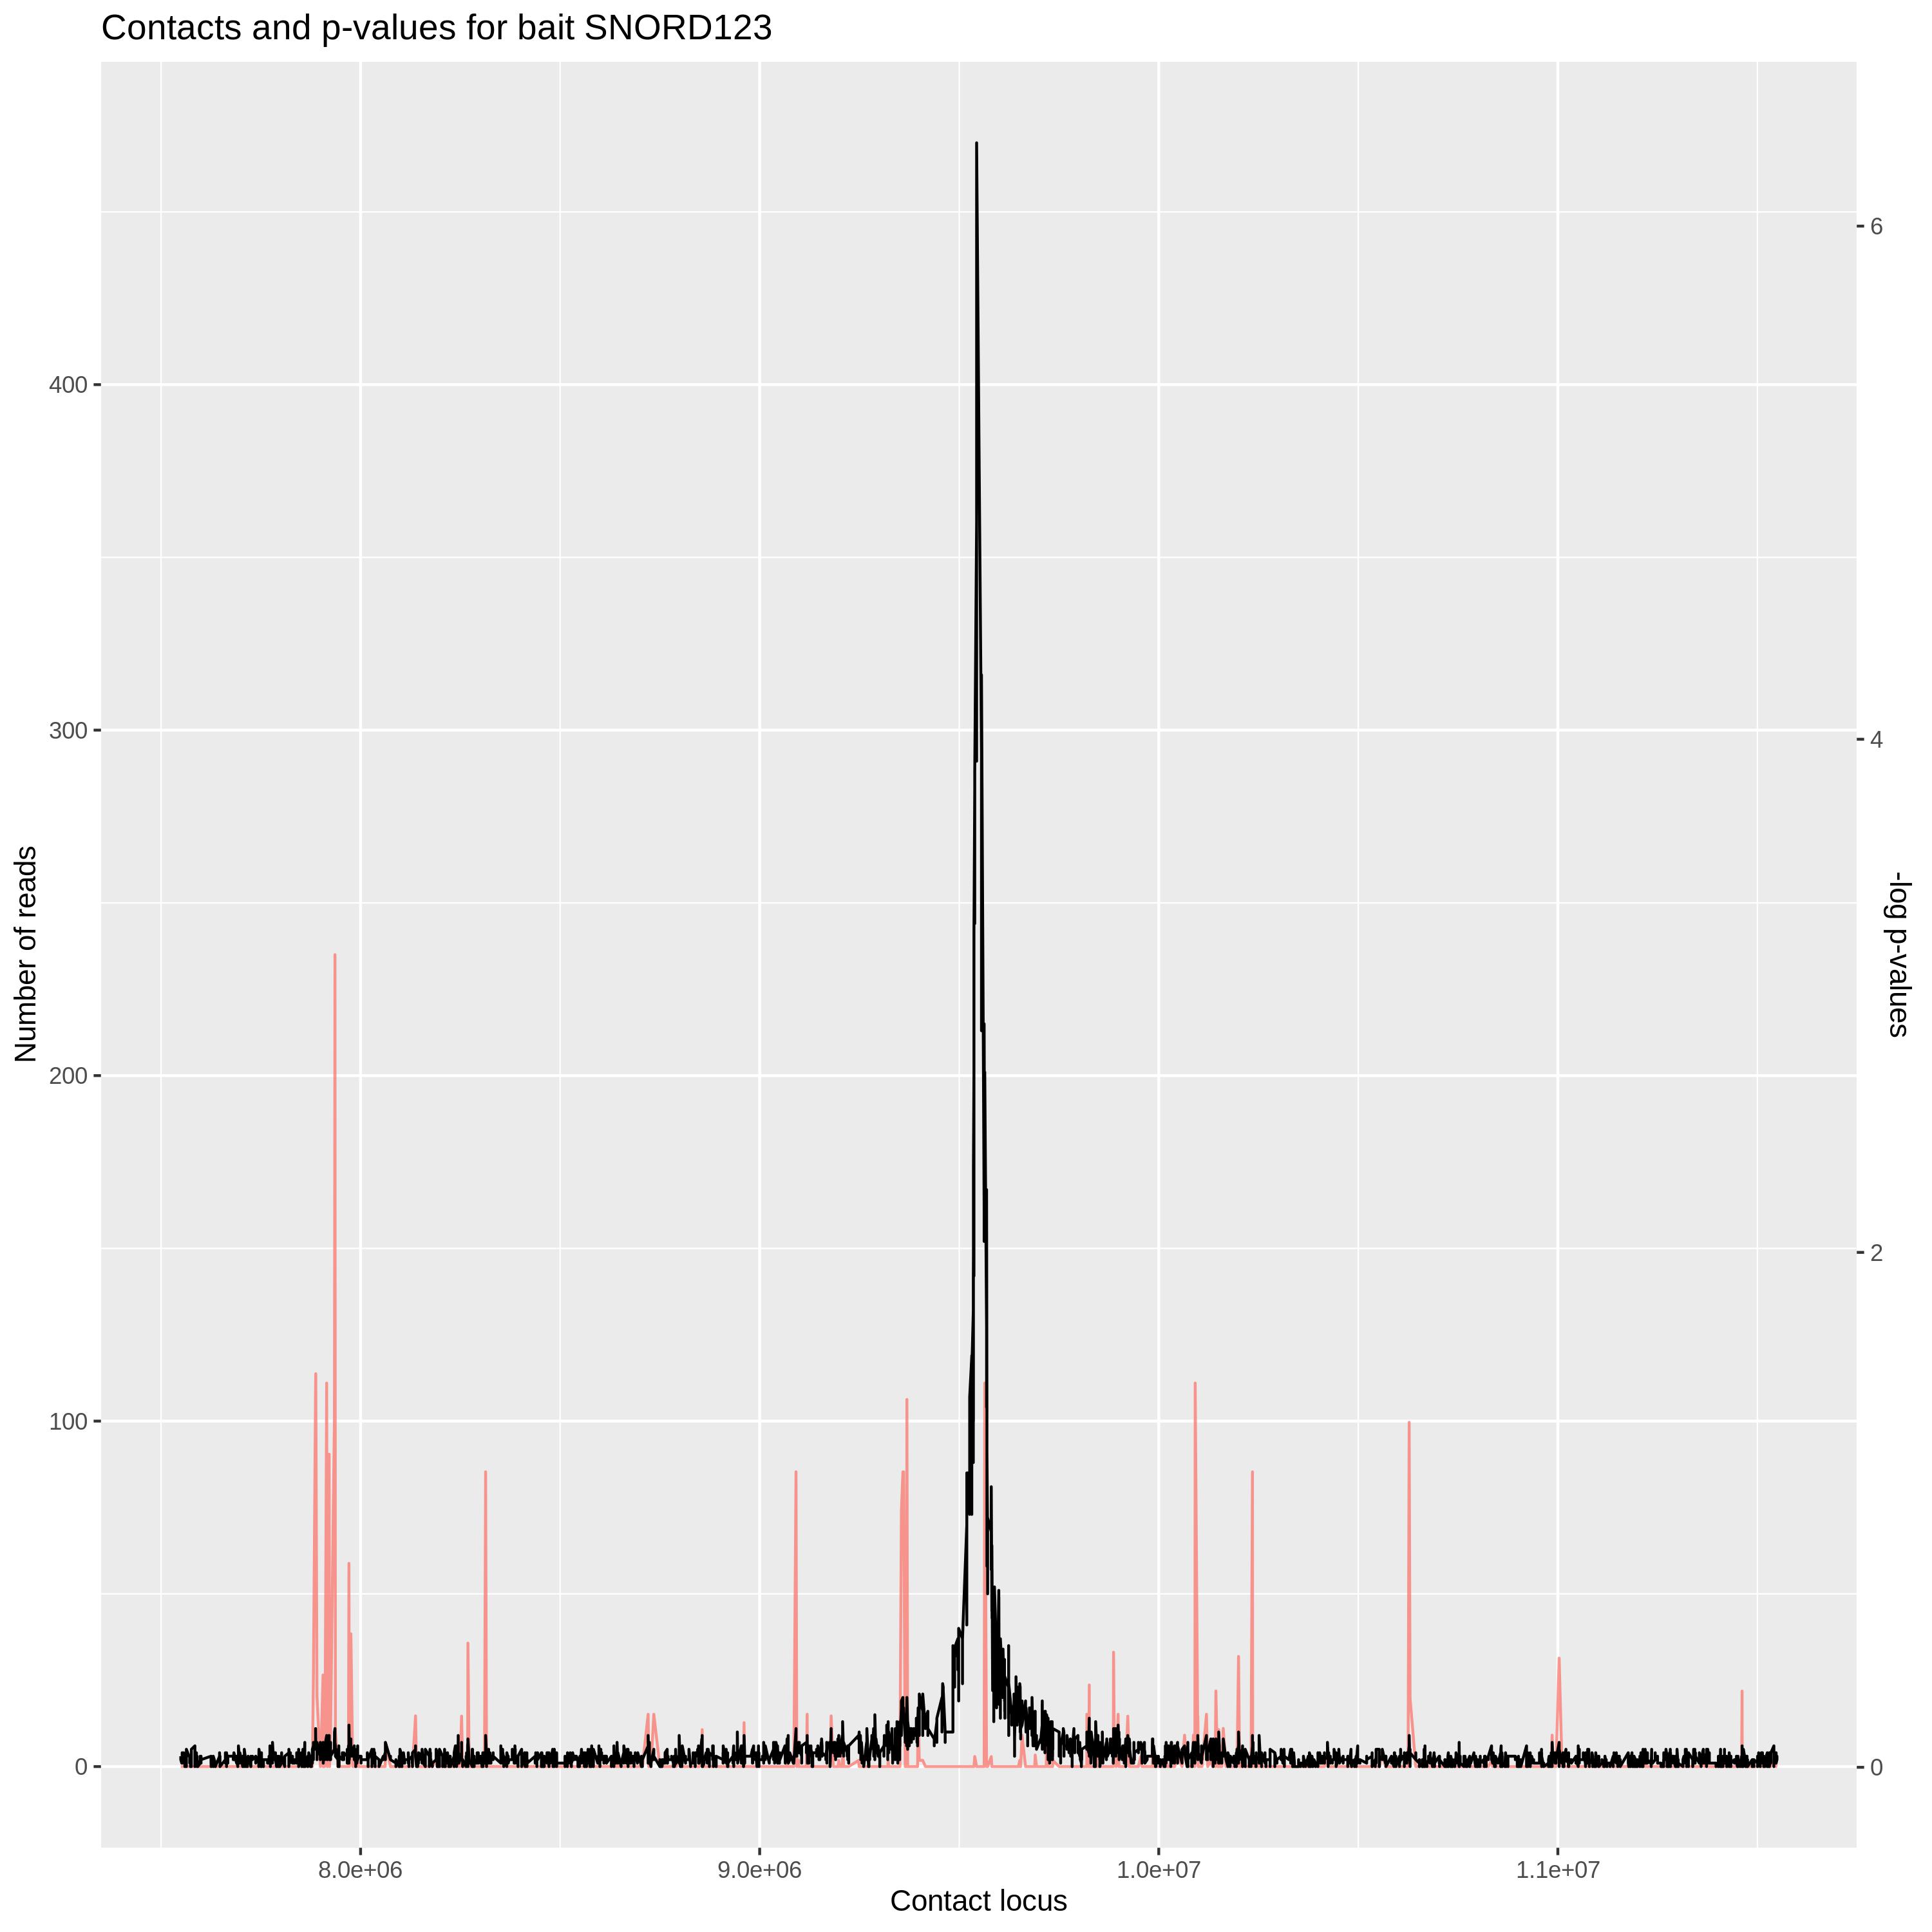 Contacts and p-values for bait SNORD123
Number of reads
400
300
200
100
0
6
4
2
0
-log p-values
8.0e+06
9.0e+06
1.0e+07
1.1e+07
Contact locus